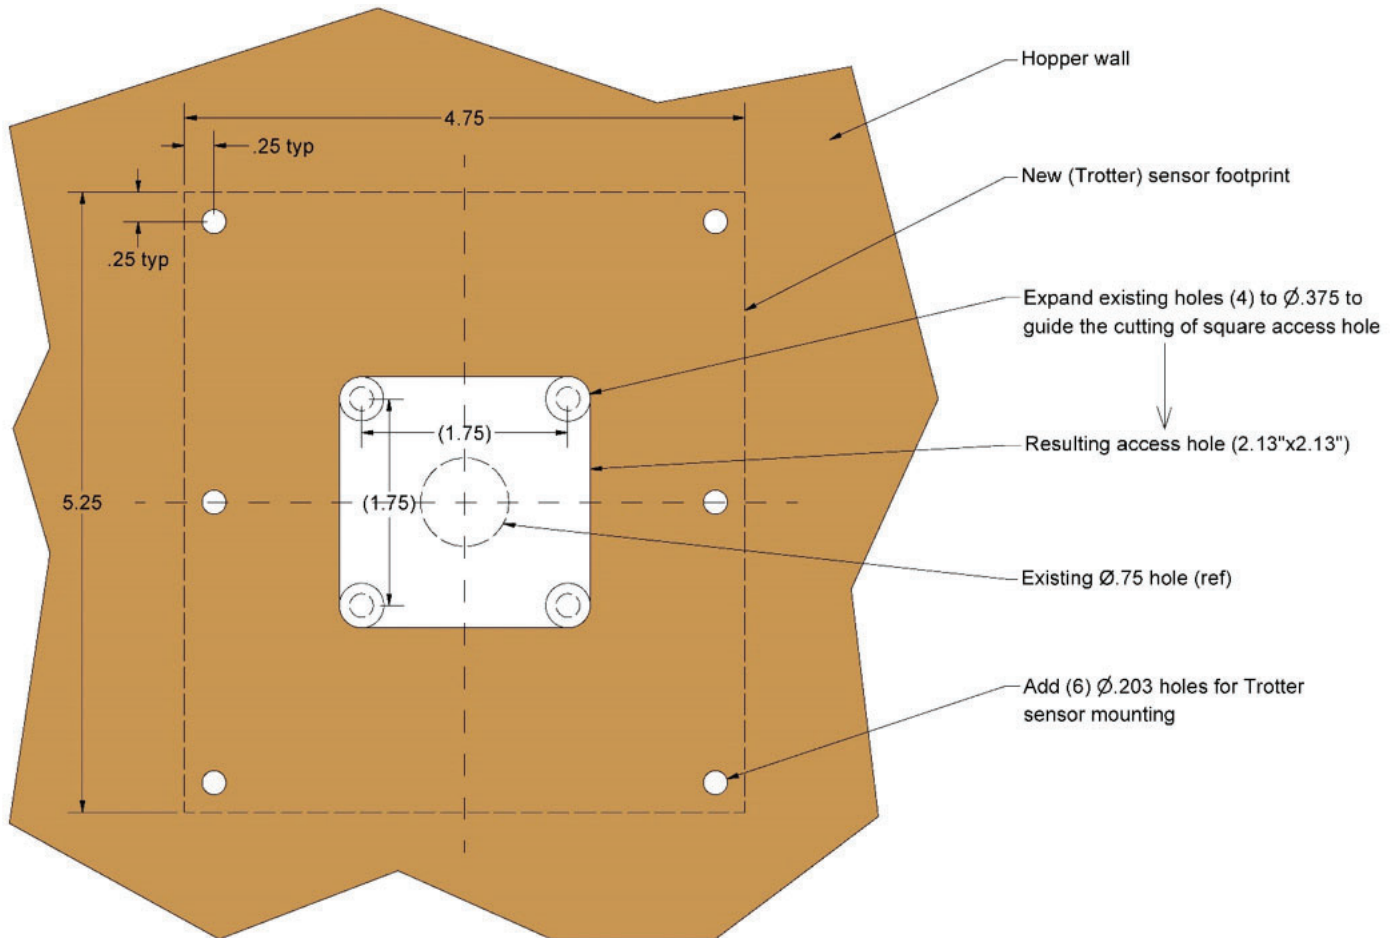 Hopper wall
4.75
.25 typ
New (Trotter) sensor footprint
.25 typ
Expand existing holes (4) to Ø.375 to
guide the cutting of square access hole
(1.75)
Resulting access hole (2.13"x2.13")
5.25
(1.75)
Existing Ø.75 hole (ref)
Add (6) Ø.203 holes for Trotter
sensor mounting